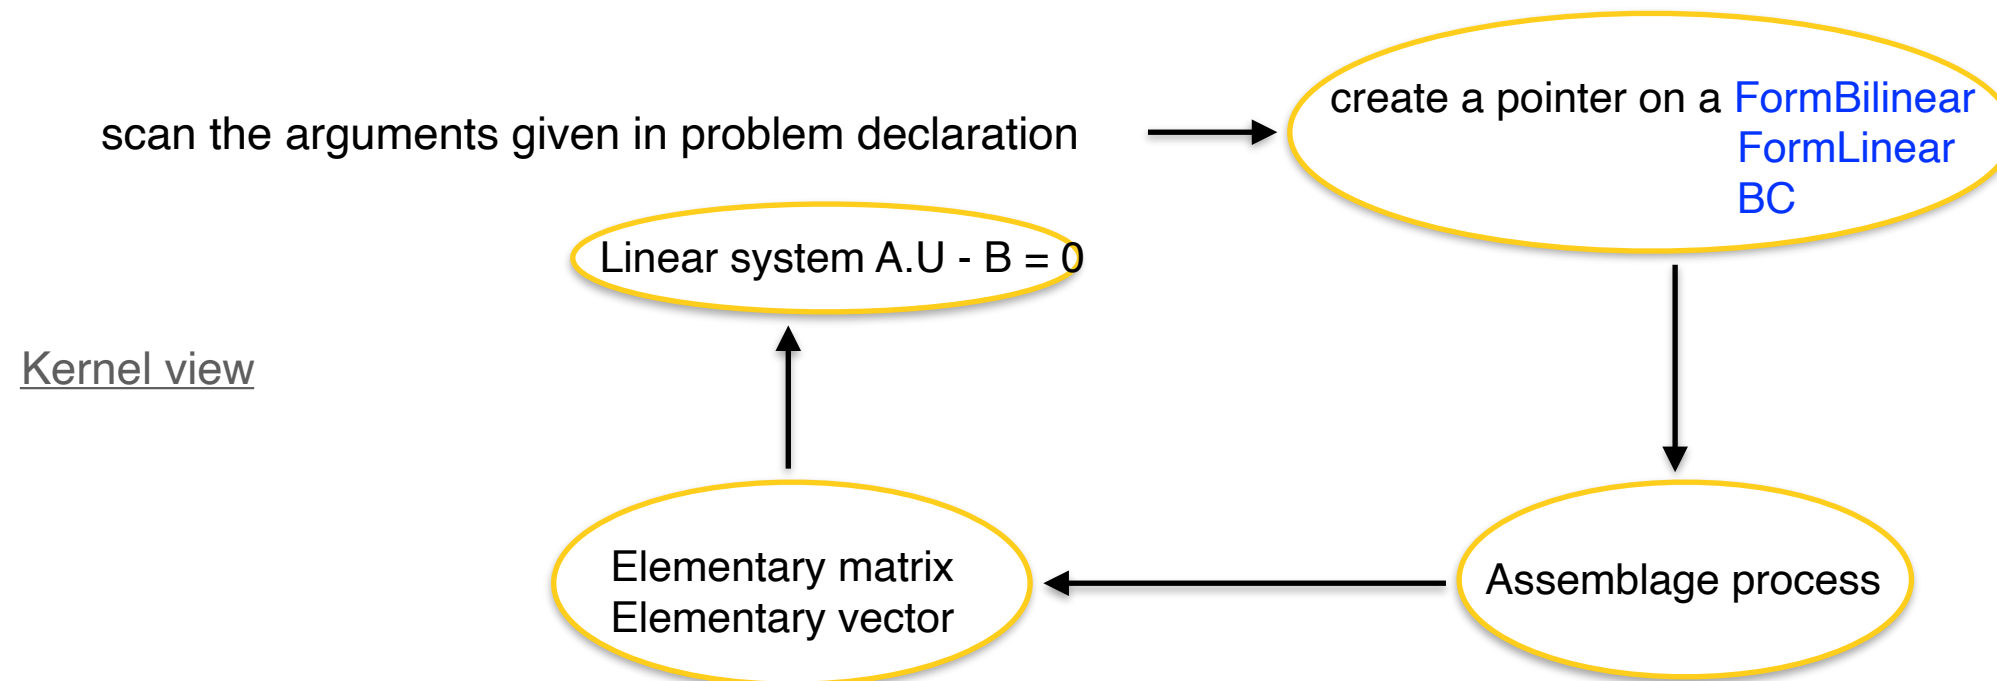 scan the arguments given in problem declaration
create a pointer on a FormBilinear
FormLinear
BC
Linear system A.U - B = 0
Kernel view
Elementary matrix
Elementary vector
Assemblage process